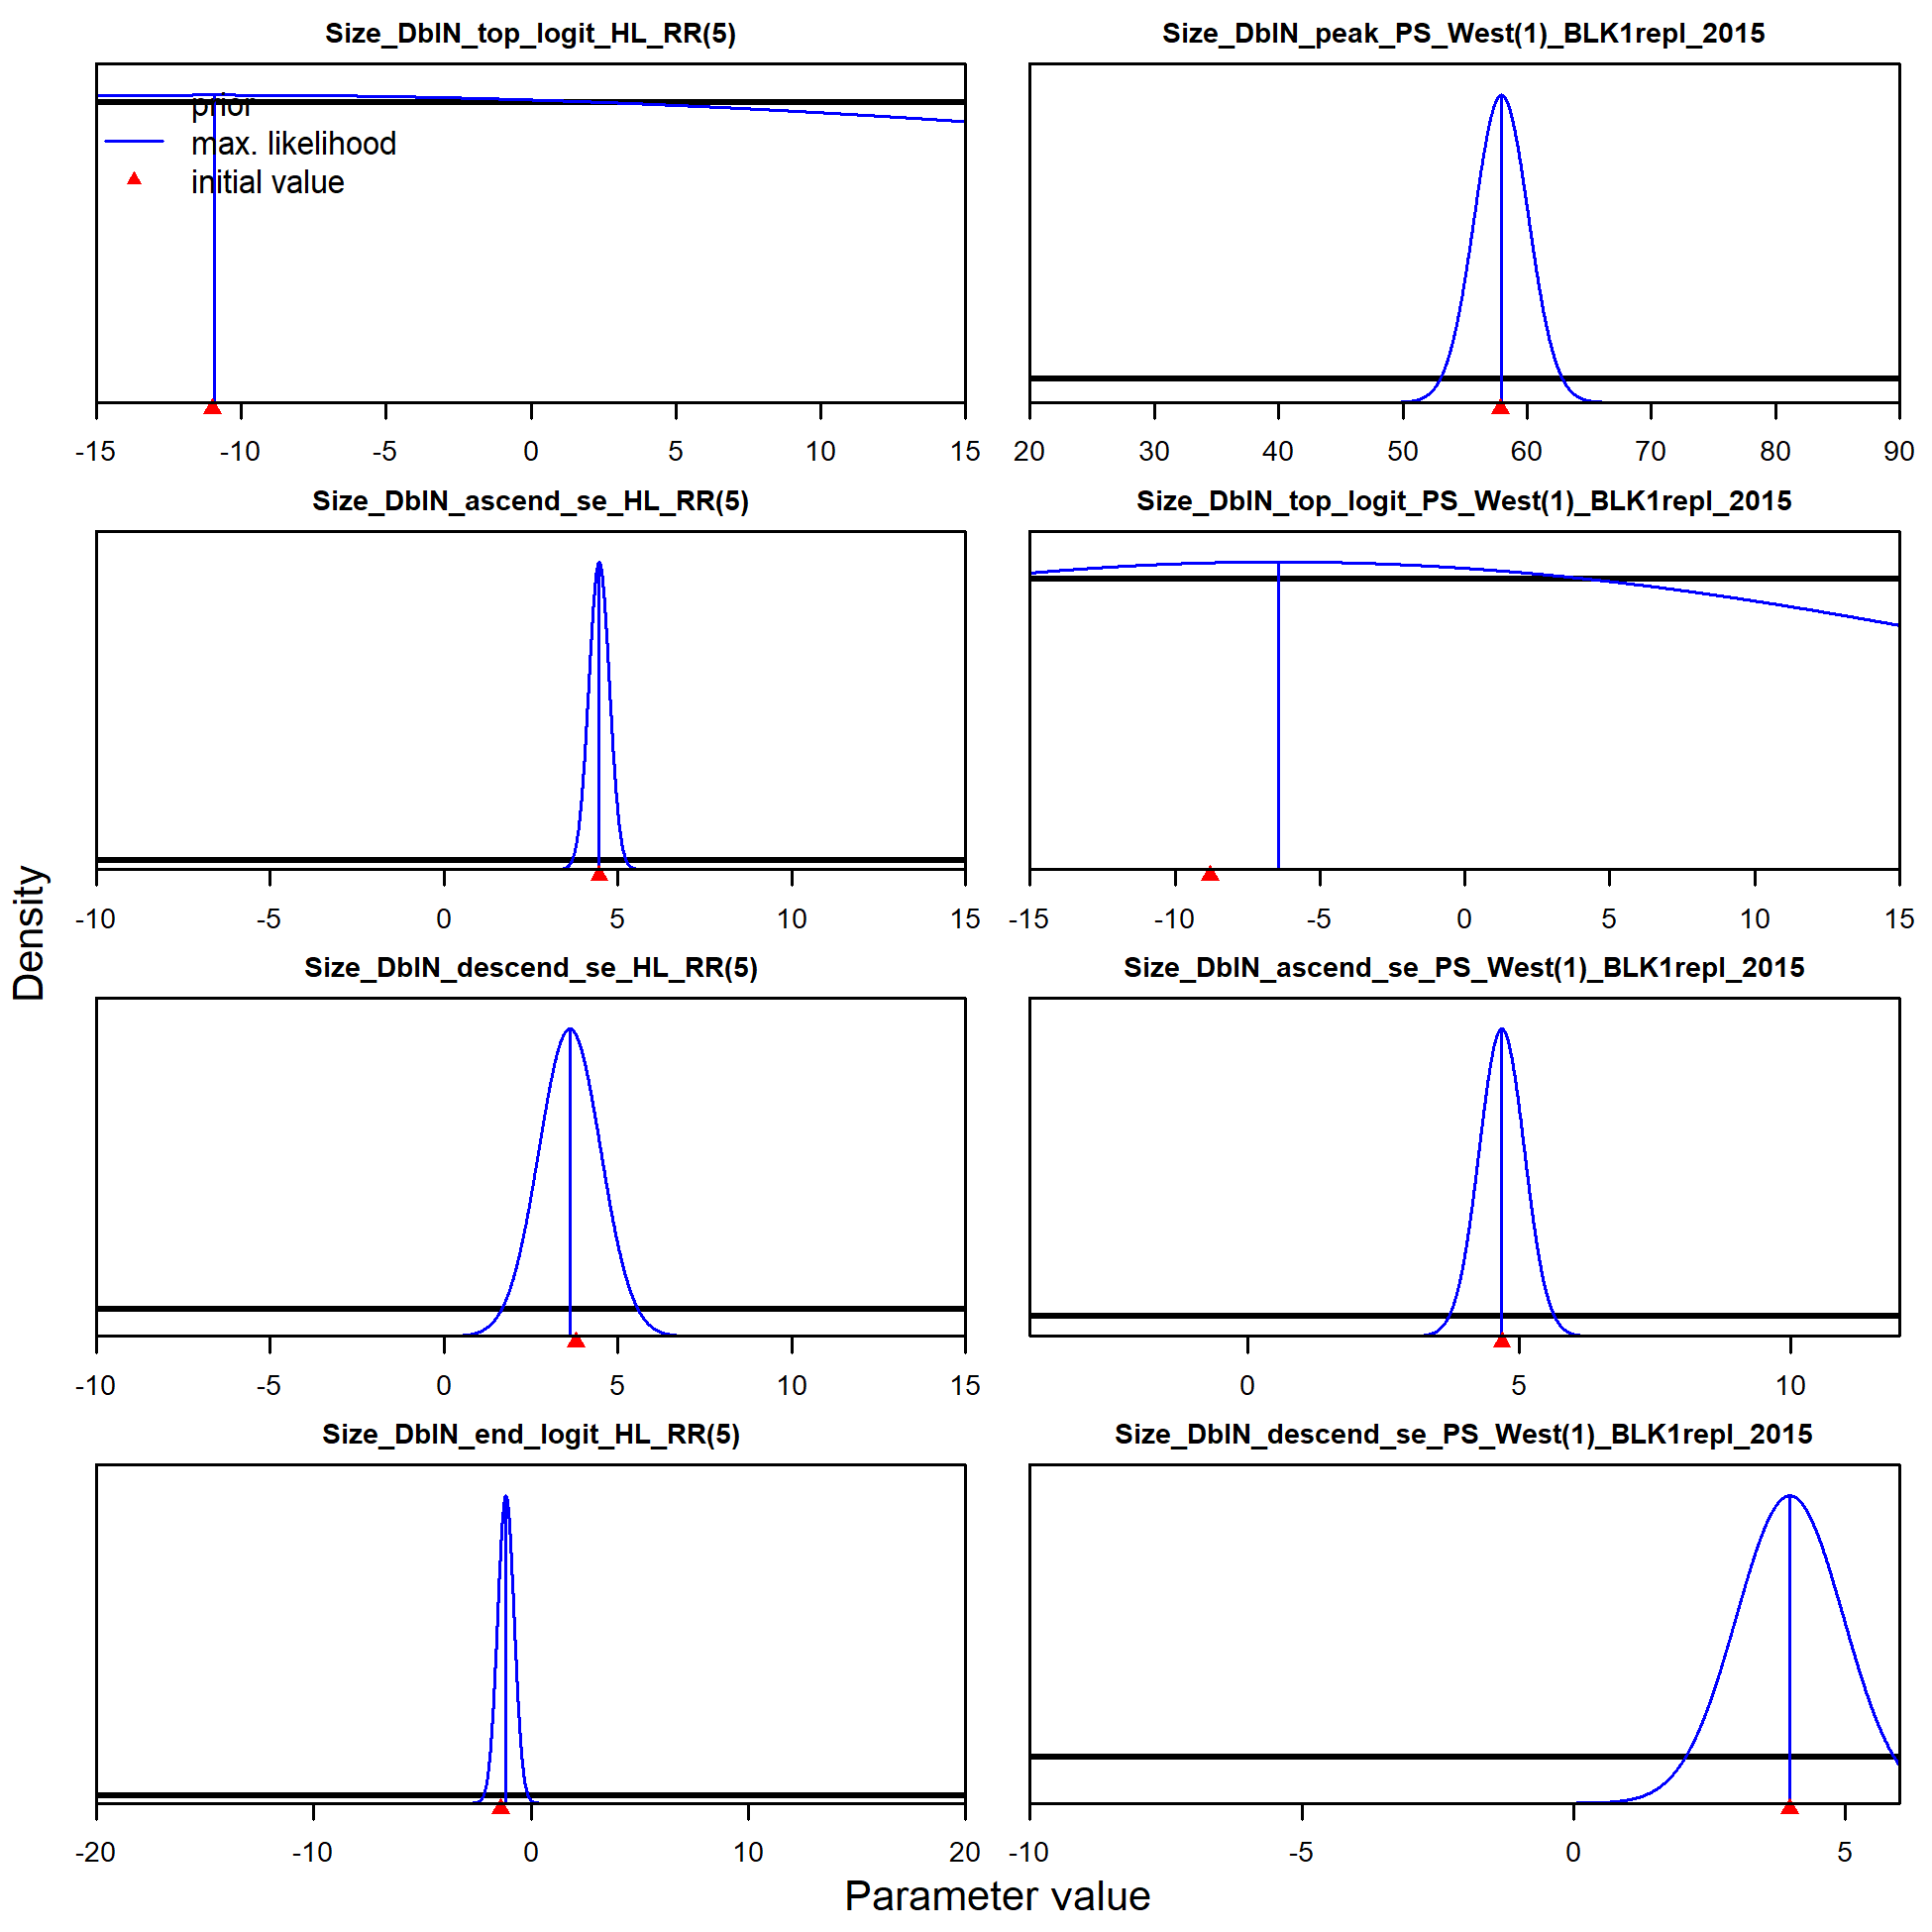 Size_DblN_top_logit_HL_RR(5)
prior
max. likelihood
initial value
-15 -10 -5 0 5 10 15
Size_DblN_peak_PS_West(1)_BLK1repl_2015
20 30 40 50 60 70 80 90
Size_DblN_ascend_se_HL_RR(5)
-10 -5 0 5 10 15
Size_DblN_top_logit_PS_West(1)_BLK1repl_2015
-15 -10 -5 0 5 10 15
Size_DblN_descend_se_HL_RR(5)
-10 -5 0 5 10 15
Size_DblN_ascend_se_PS_West(1)_BLK1repl_2015
0 5 10
Size_DblN_end_logit_HL_RR(5)
-20 -10 0 10 20
Size_DblN_descend_se_PS_West(1)_BLK1repl_2015
-10 -5 0 5
Density
Parameter value